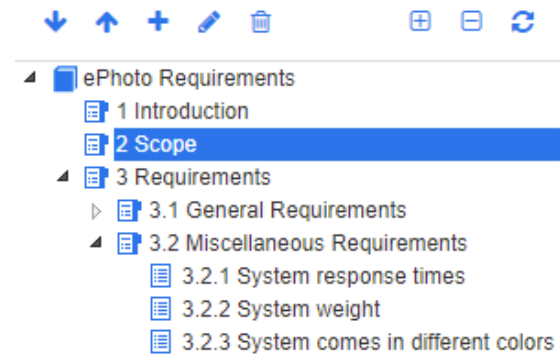 ePhoto Requirements
1 Introduction
2 Scope
3 Requirements
3.1 General Requirements
3.2 Miscellaneous Requirements
3.2.1 System response times
3.2.2 System weight
3.2.3 System comes in different colors